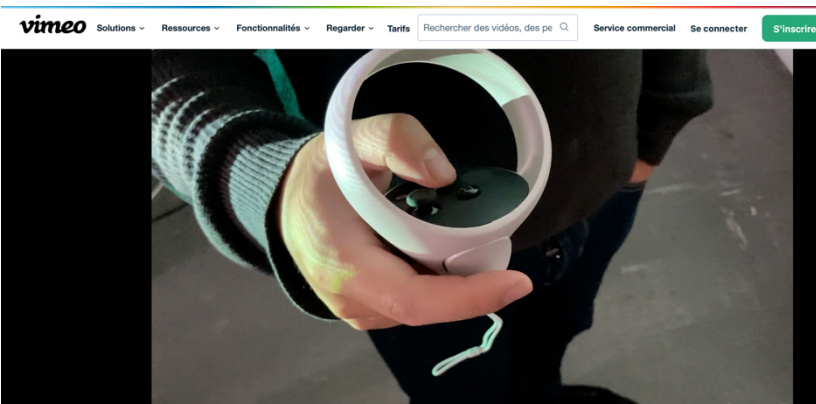 vimeo Solutions Ressources Fonctionnalités Regarder Tarifs Rechercher des vidéos, des pe Service commercial Se connecter S'inscrire